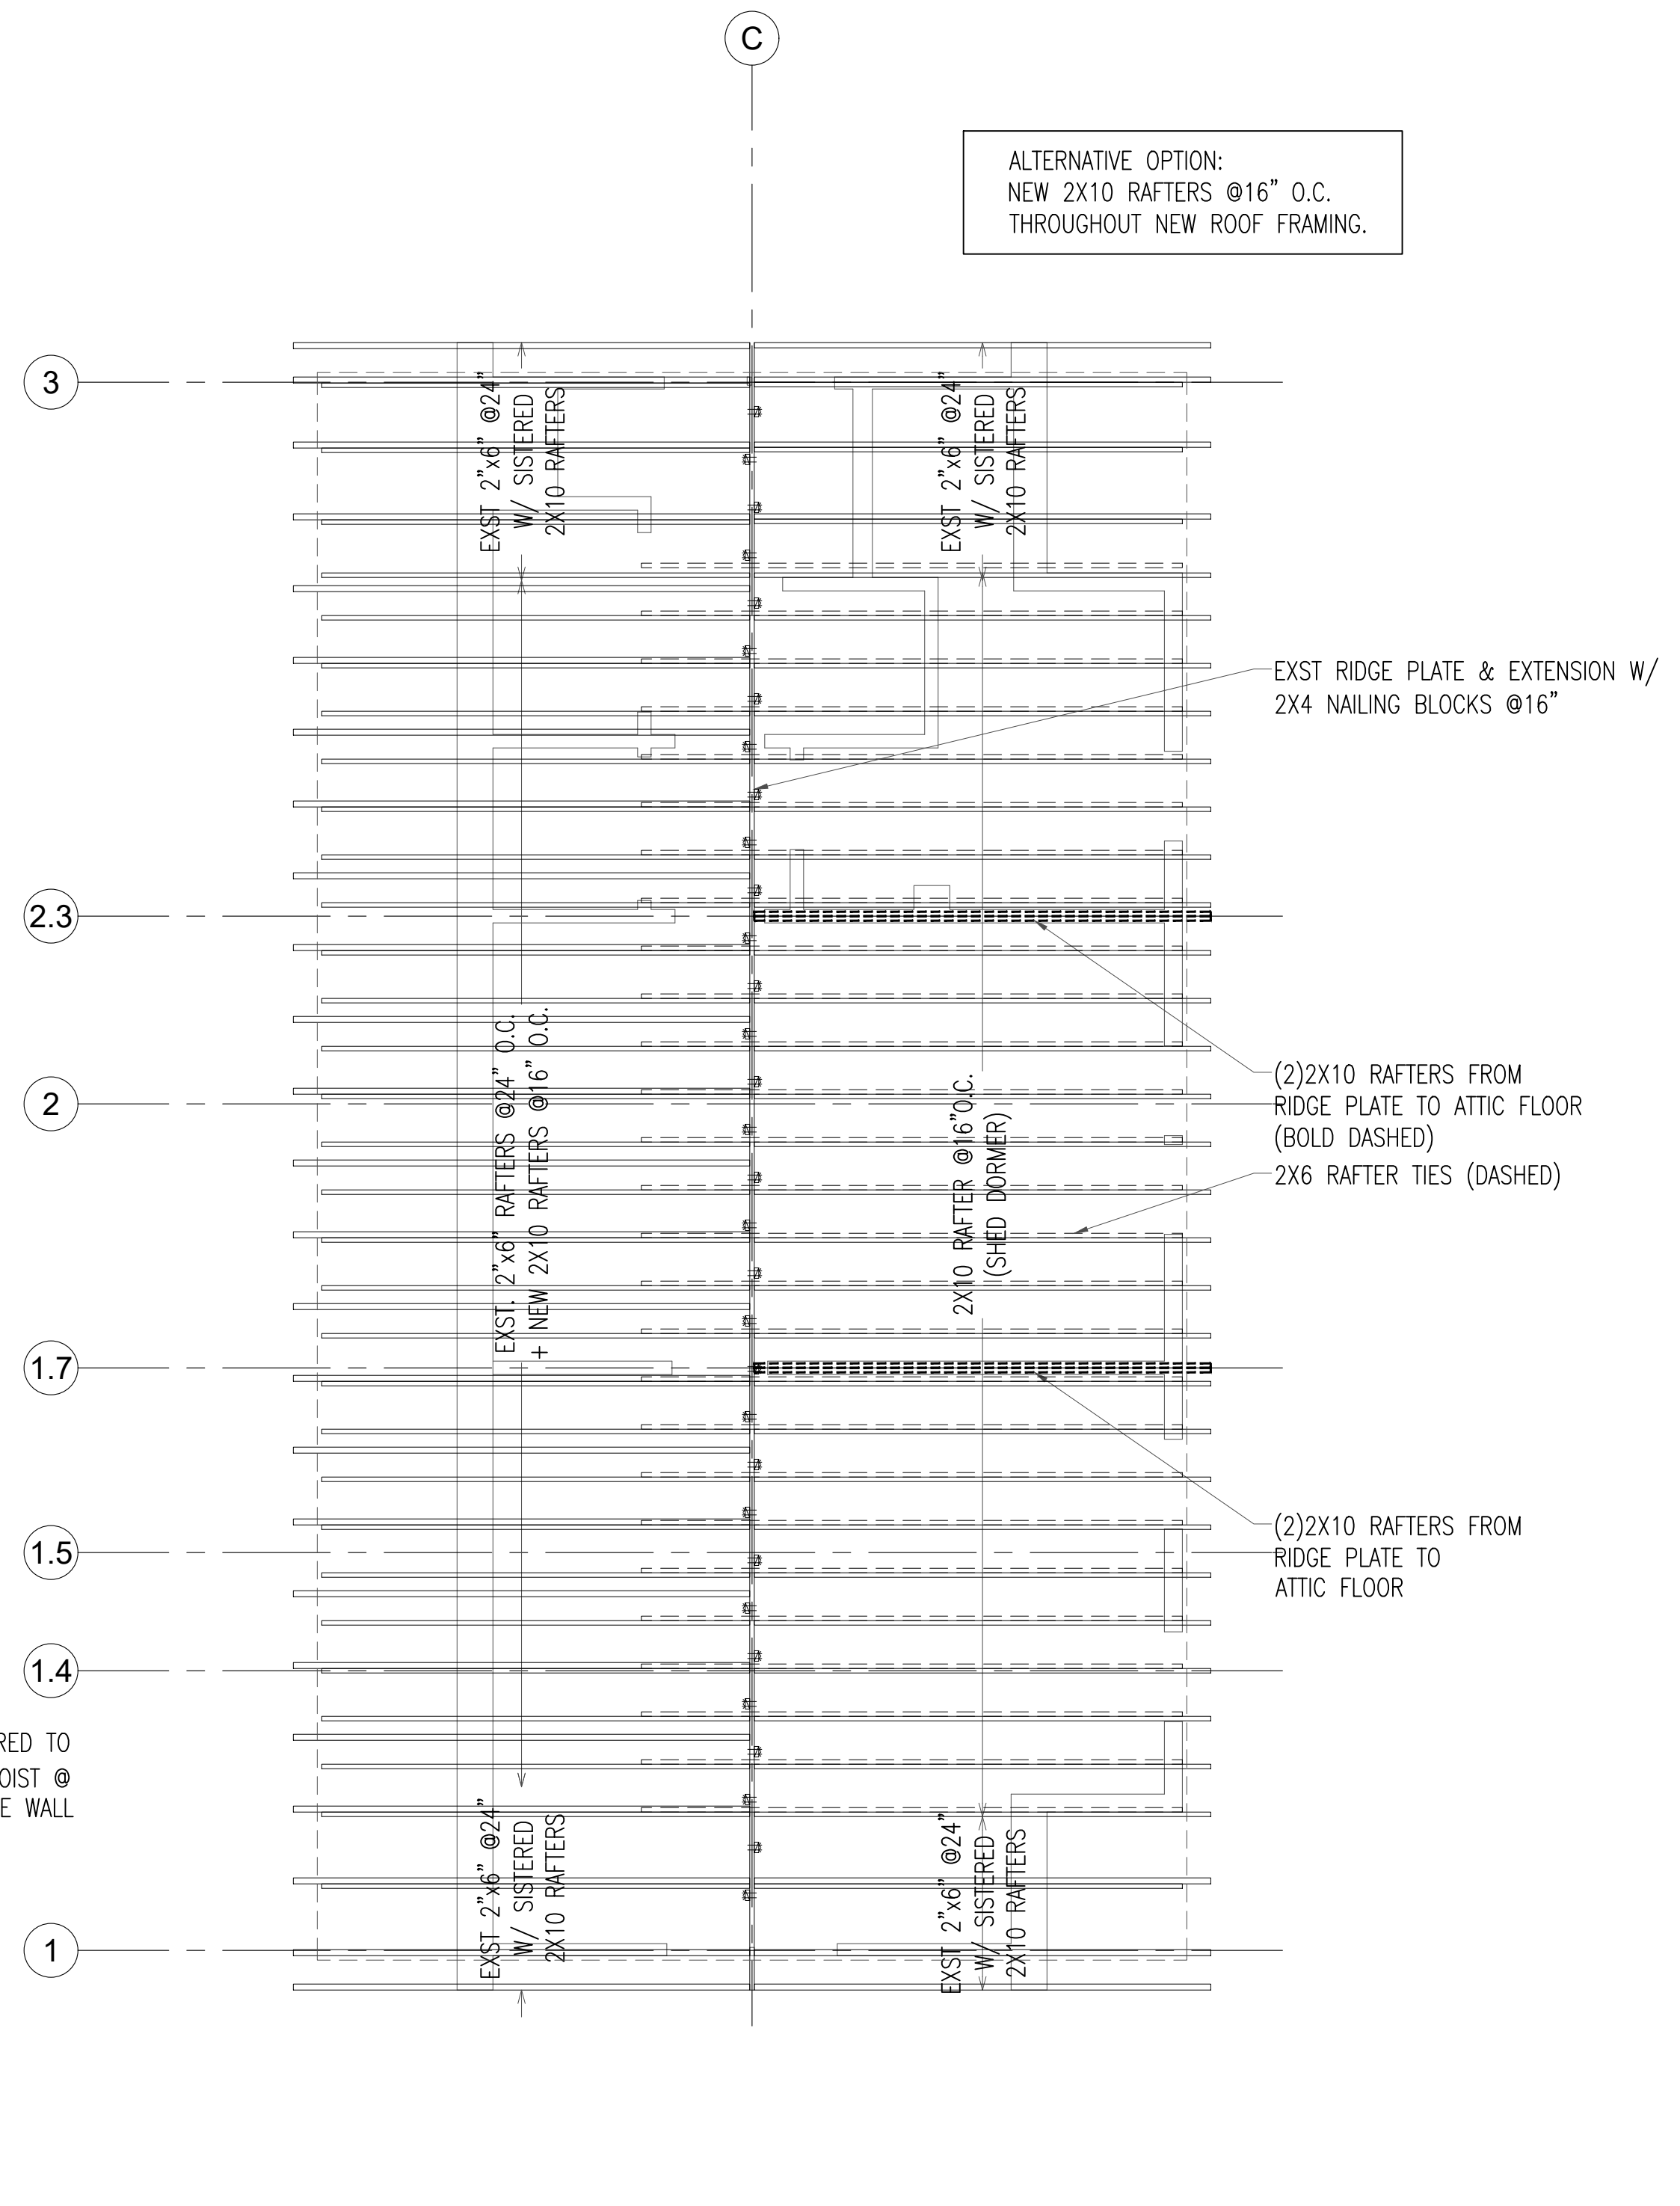 C
ALTERNATIVE OPTION:
NEW 2X10 RAFTERS @16" O.C.
THROUGHOUT NEW ROOF FRAMING.
3
EXST 2"x6" @24"
W/ SISTERED
2X10 RAFTERS
EXST 2"x6" @24"
W/ SISTERED
2X10 RAFTERS
EXST RIDGE PLATE & EXTENSION W/
2X4 NAILING BLOCKS @16"
2.3
EXST. 2"x6" RAFTERS @24" O.C.
+ NEW 2X10 RAFTERS @16" O.C.
2X10 RAFTER @16"O.C.
(SHED DORMER)
2
(2)2X10 RAFTERS FROM
RIDGE PLATE TO ATTIC FLOOR
(BOLD DASHED)
2X6 RAFTER TIES (DASHED)
1.7
1.5
(2)2X10 RAFTERS FROM
RIDGE PLATE TO
ATTIC FLOOR
1.4
RED TO
OIST @
E WALL
EXST 2"x6" @24"
W/ SISTERED
2X10 RAFTERS
EXST 2"x6" @24"
W/ SISTERED
2X10 RAFTERS
1